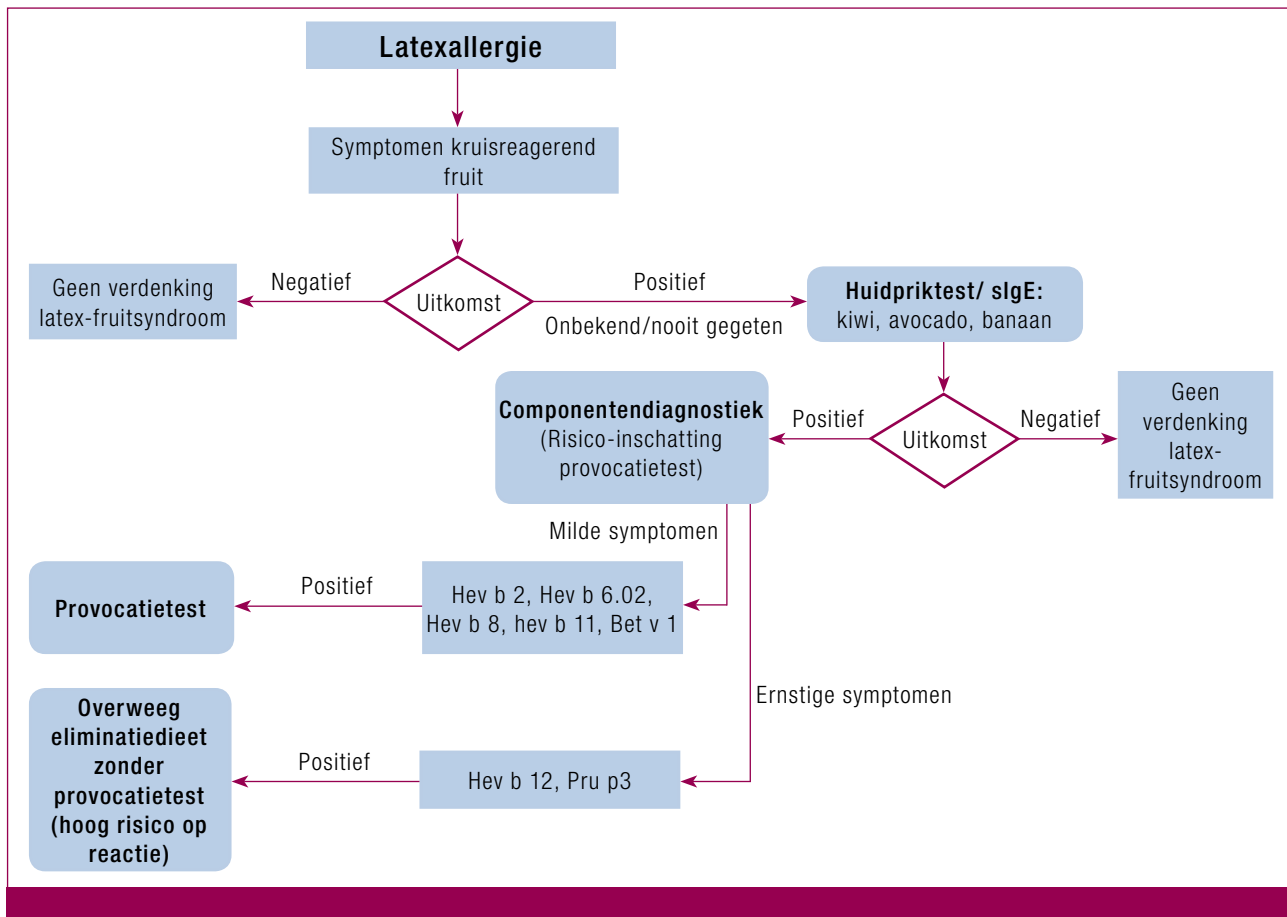 Latexallergie
Symptomen kruisreagerend
fruit
Geen verdenking
latex-fruitsyndroom
Negatief
Uitkomst
Positief
Onbekend/nooit gegeten
Huidpriktest/ sIgE:
kiwi, avocado, banaan
Componentendiagnostiek
(Risico-inschatting
provocatietest)
Positief
Uitkomst
Negatief
Geen
verdenking
latex-
fruitsyndroom
Milde symptomen
Provocatietest
Positief
Hev b 2, Hev b 6.02,
Hev b 8, hev b 11, Bet v 1
Ernstige symptomen
Overweeg
eliminatiedieet
zonder
provocatietest
(hoog risico op
reactie)
Positief
Hev b 12, Pru p3